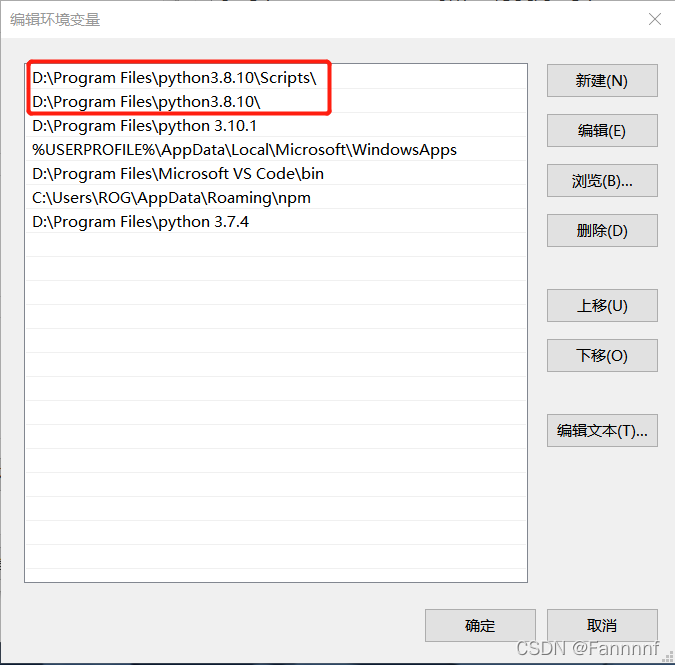 编辑环境变量
D:\Program Files\python3.8.10\Scripts\
D:\Program Files\python3.8.10\
D:\Program Files\python 3.10.1
%USERPROFILE%\AppData\Local\Microsoft\WindowsApps
D:\Program Files\Microsoft VS Code\bin
C:\Users\ROG\AppData\Roaming\npm
D:\Program Files\python 3.7.4
新建(N)
编辑(E)
浏览(B)...
删除(D)
上移(U)
下移(O)
编辑文本(T)...
确定
取消
CSDN @Fannnnf